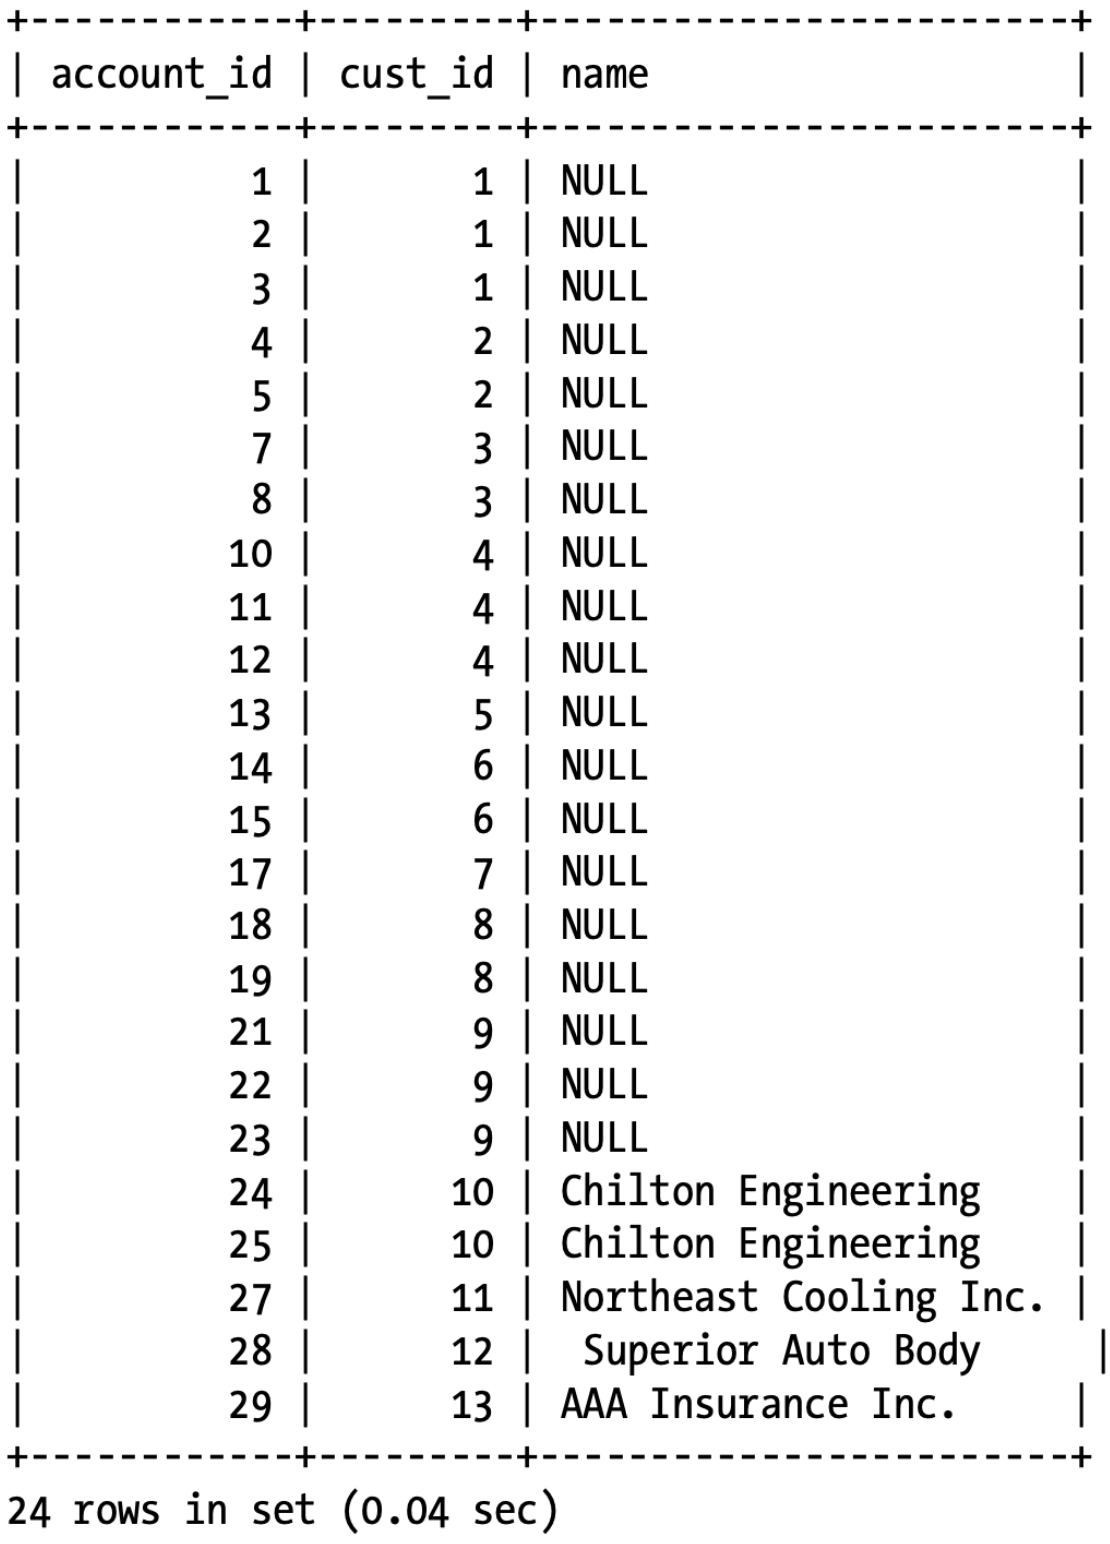 +------------+---------+-------------------------+
| account_id | cust_id | name                    |
+------------+---------+-------------------------+
|          1 |       1 | NULL                    |
|          2 |       1 | NULL                    |
|          3 |       1 | NULL                    |
|          4 |       2 | NULL                    |
|          5 |       2 | NULL                    |
|          7 |       3 | NULL                    |
|          8 |       3 | NULL                    |
|         10 |       4 | NULL                    |
|         11 |       4 | NULL                    |
|         12 |       4 | NULL                    |
|         13 |       5 | NULL                    |
|         14 |       6 | NULL                    |
|         15 |       6 | NULL                    |
|         17 |       7 | NULL                    |
|         18 |       8 | NULL                    |
|         19 |       8 | NULL                    |
|         21 |       9 | NULL                    |
|         22 |       9 | NULL                    |
|         23 |       9 | NULL                    |
|         24 |      10 | Chilton Engineering     |
|         25 |      10 | Chilton Engineering     |
|         27 |      11 | Northeast Cooling Inc.  |
|         28 |      12 |  Superior Auto Body      |
|         29 |      13 | AAA Insurance Inc.      |
+------------+---------+-------------------------+
24 rows in set (0.04 sec)